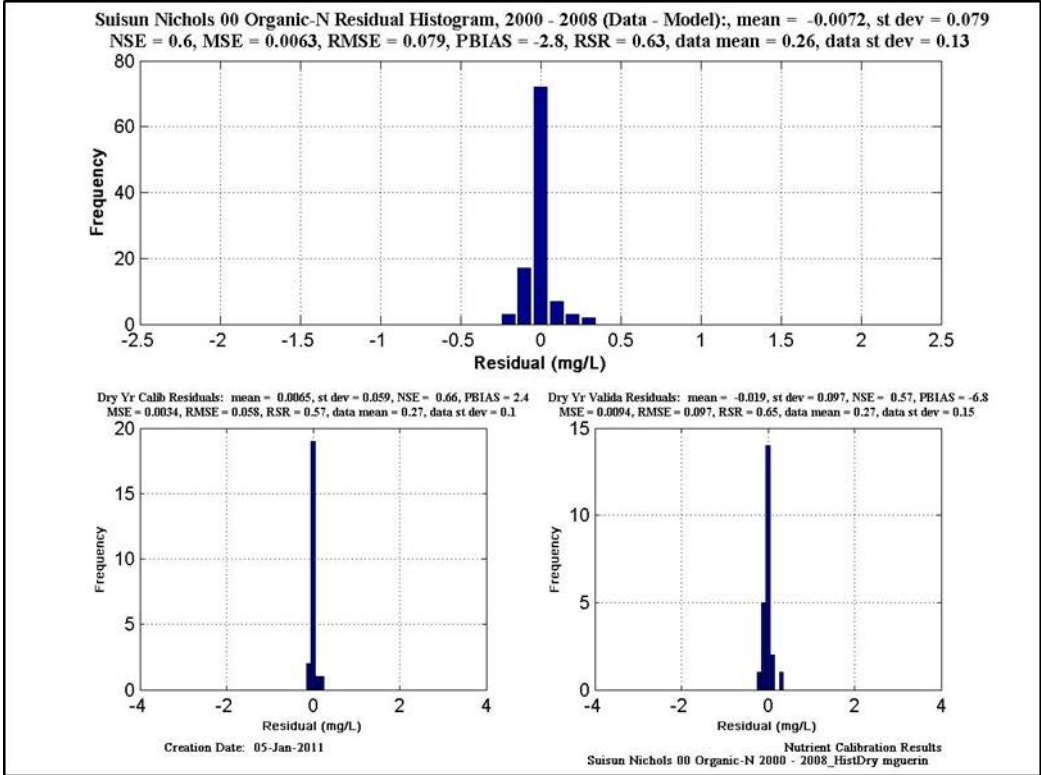 Suisun Nichols 00 Organic-N Residual Histogram, 2000 - 2008 (Data - Model):, mean = -0.0072, st dev = 0.079
NSE = 0.6, MSE = 0.0063, RMSE = 0.079, PBIAS = -2.8, RSR = 0.63, data mean = 0.26, data st dev = 0.13
80
60
40
20
0
Frequency
-2.5 -2 -1.5 -1 -0.5 0 0.5 1 1.5 2 2.5
Residual (mg/L)
Dry Yr Calib Residuals: mean = 0.0065, st dev = 0.059, NSE = 0.66, PBIAS = 2.4
MSE = 0.0034, RMSE = 0.058, RSR = 0.57, data mean = 0.27, data st dev = 0.1
20
15
10
5
0
Frequency
-4 -2 0 2 4
Residual (mg/L)
Dry Yr Valida Residuals: mean = -0.019, st dev = 0.097, NSE = 0.57, PBIAS = -6.8
MSE = 0.0094, RMSE = 0.097, RSR = 0.65, data mean = 0.27, data st dev = 0.15
15
10
5
0
Frequency
-4 -2 0 2 4
Residual (mg/L)
Creation Date: 05-Jan-2011
Nutrient Calibration Results
Suisun Nichols 00 Organic-N 2000 - 2008_HistDry mguerin